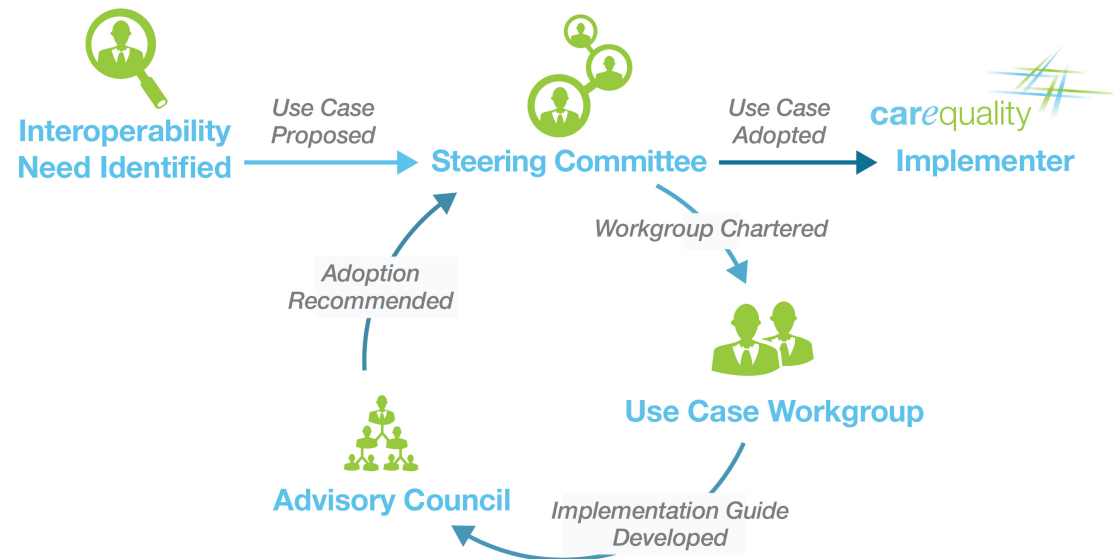 Interoperability
Need Identified
Use Case
Proposed
Steering Committee
Use Case
Adopted
carequality
Implementer
Workgroup Chartered
Adoption
Recommended
Use Case Workgroup
Advisory Council
Implementation Guide
Developed